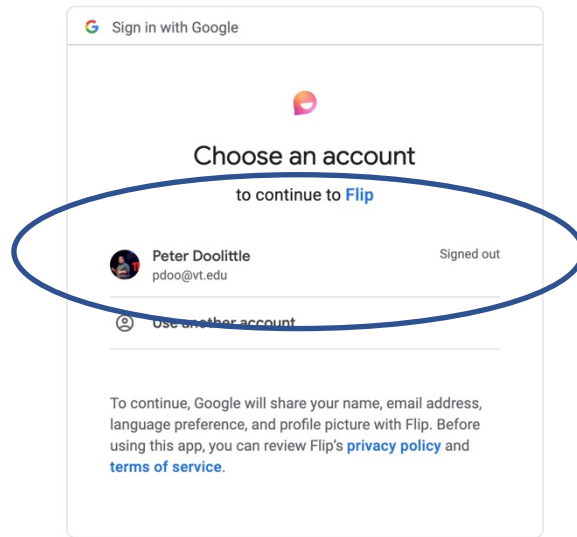 Sign in with Google
Choose an account
to continue to Flip
Peter Doolittle
Signed out
pdoo@vt.edu
Use another account
To continue, Google will share your name, email address,
language preference, and profile picture with Flip. Before
using this app, you can review Flip's privacy policy and
terms of service.